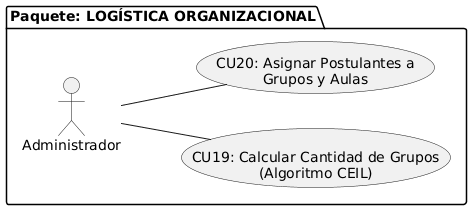 Paquete: LOGÍSTICA ORGANIZACIONAL
CU20: Asignar Postulantes a
Grupos y Aulas
Administrador
CU19: Calcular Cantidad de Grupos
(Algoritmo CEIL)